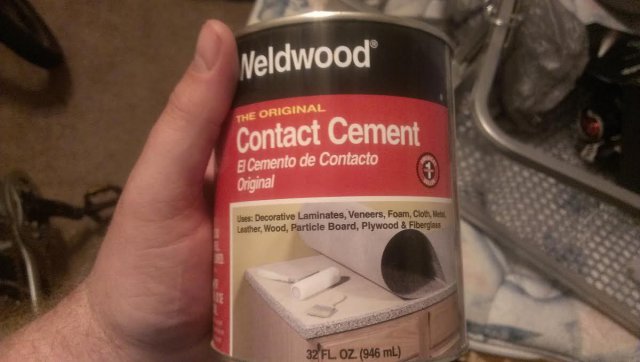 Weldwood®
THE ORIGINAL
Contact Cement
El Cemento de Contacto
Original
Uses: Decorative Laminates, Veneers, Foam, Cloth, Metal,
Leather, Wood, Particle Board, Plywood & Fiberglass
32 FL. OZ. (946 mL)